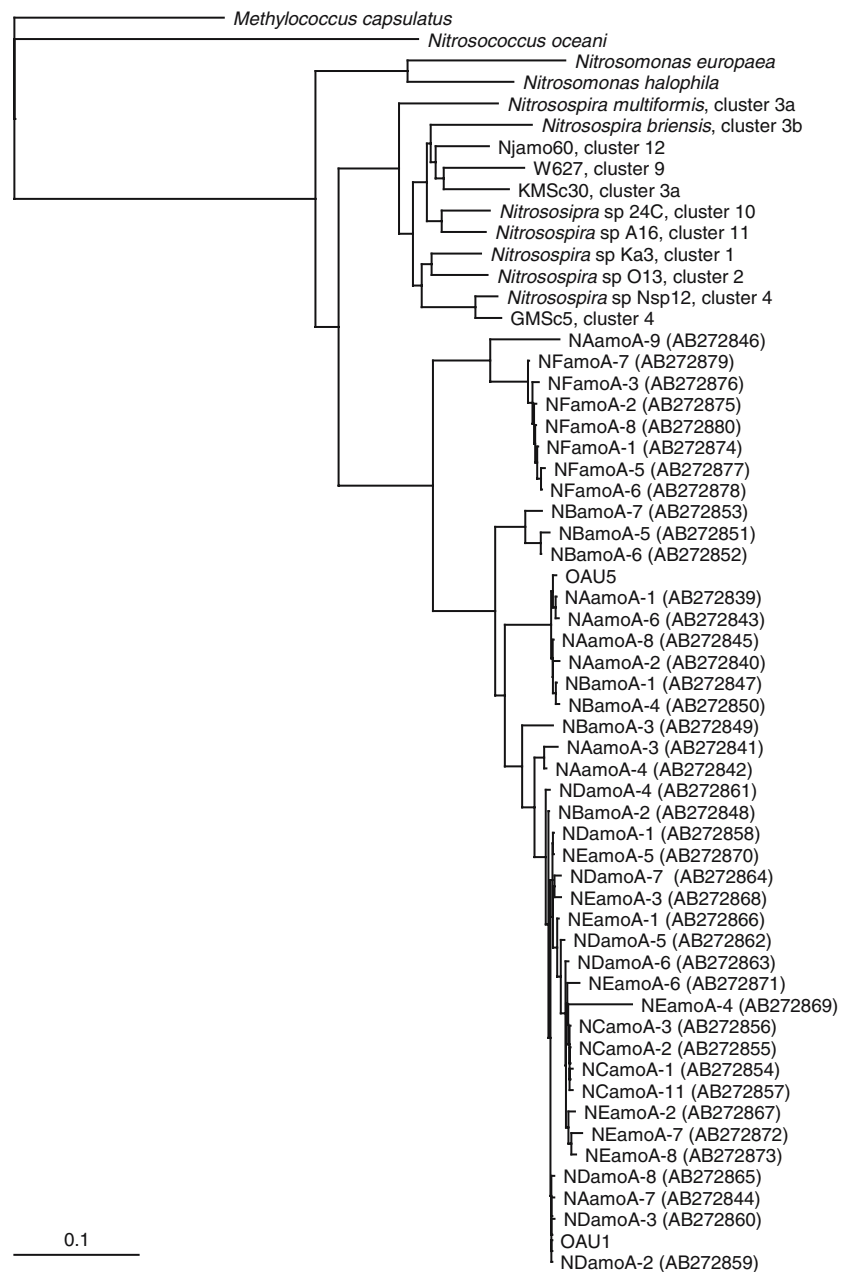 Methylococcus capsulatus
Nitrosococcus oceani
Nitrosomonas europaea
Nitrosomonas halophila
Nitrosospira multiformis, cluster 3a
Nitrosospira briensis, cluster 3b
Njamo60, cluster 12
W627, cluster 9
KMSc30, cluster 3a
Nitrososipra sp 24C, cluster 10
Nitrosospira sp A16, cluster 11
Nitrosospira sp Ka3, cluster 1
Nitrosospira sp O13, cluster 2
Nitrosospira sp Nsp12, cluster 4
GMSc5, cluster 4
NAamoA-9 (AB272846)
NFamoA-7 (AB272879)
NFamoA-3 (AB272876)
NFamoA-2 (AB272875)
NFamoA-8 (AB272880)
NFamoA-1 (AB272874)
NFamoA-5 (AB272877)
NFamoA-6 (AB272878)
NBamoA-7 (AB272853)
NBamoA-5 (AB272851)
NBamoA-6 (AB272852)
OAU5
NAamoA-1 (AB272839)
NAamoA-6 (AB272843)
NAamoA-8 (AB272845)
NAamoA-2 (AB272840)
NBamoA-1 (AB272847)
NBamoA-4 (AB272850)
NBamoA-3 (AB272849)
NAamoA-3 (AB272841)
NAamoA-4 (AB272842)
NDamoA-4 (AB272861)
NBamoA-2 (AB272848)
NDamoA-1 (AB272858)
NEamoA-5 (AB272870)
NDamoA-7 (AB272864)
NEamoA-3 (AB272868)
NEamoA-1 (AB272866)
NDamoA-5 (AB272862)
NDamoA-6 (AB272863)
NEamoA-6 (AB272871)
NEamoA-4 (AB272869)
NCamoA-3 (AB272856)
NCamoA-2 (AB272855)
NCamoA-1 (AB272854)
NCamoA-11 (AB272857)
NEamoA-2 (AB272867)
NEamoA-7 (AB272872)
NEamoA-8 (AB272873)
NDamoA-8 (AB272865)
NAamoA-7 (AB272844)
NDamoA-3 (AB272860)
OAU1
NDamoA-2 (AB272859)
0.1